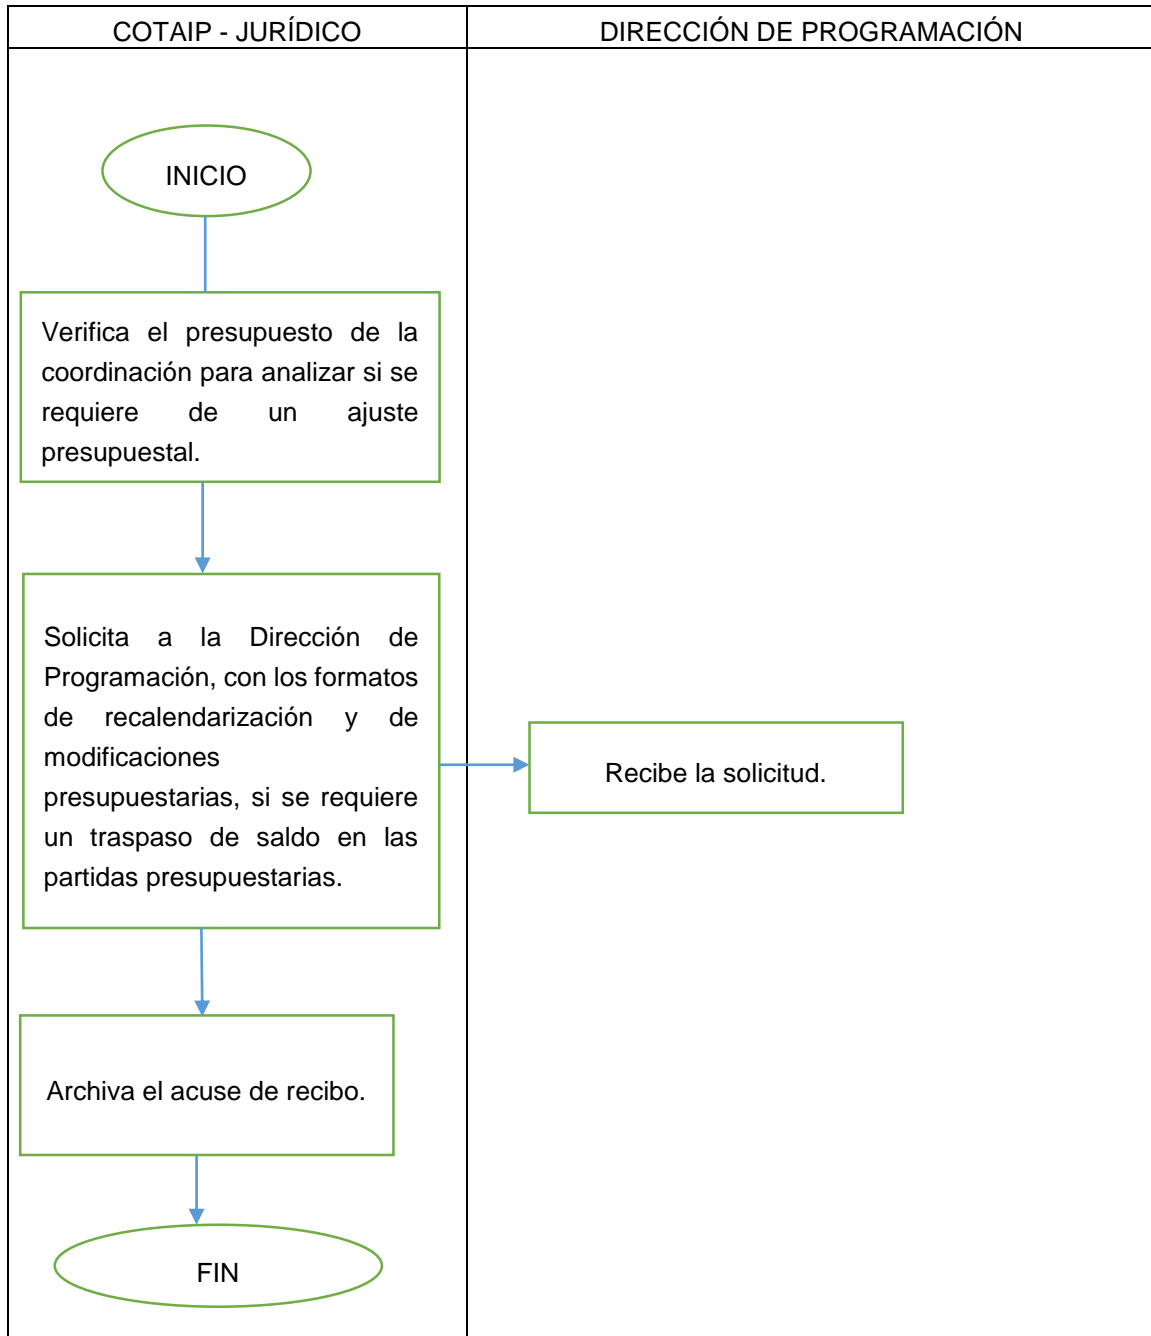 COTAIP - JURÍDICO
DIRECCIÓN DE PROGRAMACIÓN
INICIO
Verifica el presupuesto de la
coordinación para analizar si se
requiere de un ajuste
presupuestal.
Solicita a la Dirección de
Programación, con los formatos
de recalendarización y de
modificaciones
presupuestarias, si se requiere
un traspaso de saldo en las
partidas presupuestarias.
Recibe la solicitud.
Archiva el acuse de recibo.
FIN